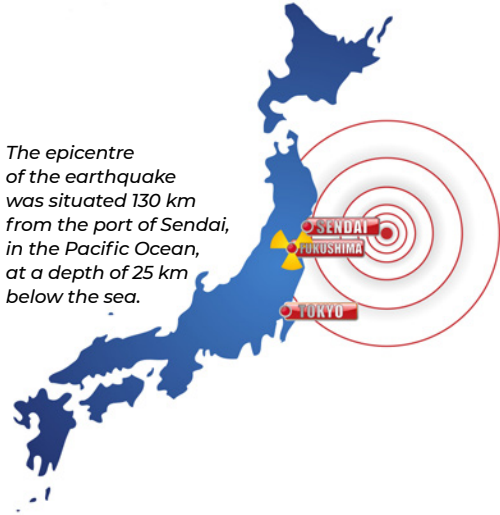 The epicentre
of the earthquake
was situated 130 km
from the port of Sendai,
in the Pacific Ocean,
at a depth of 25 km
below the sea.
SENDAI
FUKUSHIMA
TOKYO